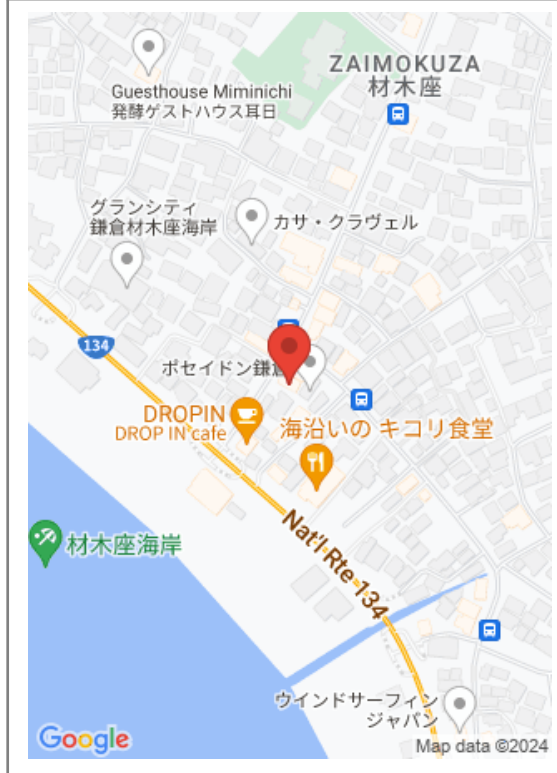 ZAIMOKUZA
材木座
Guesthouse Miminichi
発酵ゲストハウス耳日
グランシティ
鎌倉材木座海岸
カサ・クラヴェル
134
ポセイドン鎌倉
DROPIN
DROP IN cafe
海沿いの キコリ食堂
Nat'l Rte 134
材木座海岸
ウインドサーフィン
ジャパン
Google
Map data ©2024